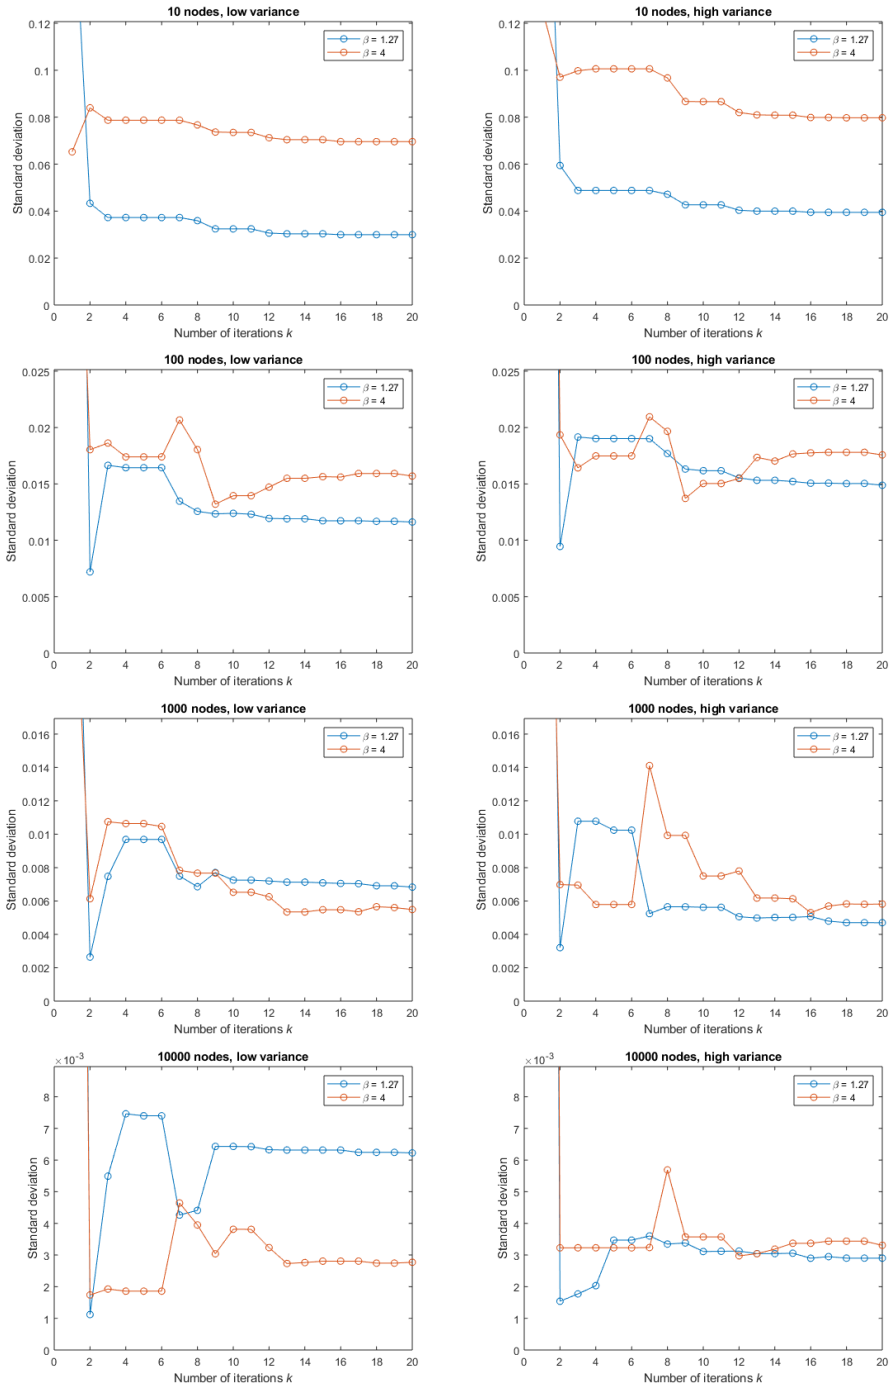 10 nodes, low variance
0.12
0.1
0.08
0.06
0.04
0.02
0
Standard deviation
β = 1.27
β = 4
0 2 4 6 8 10 12 14 16 18 20
Number of iterations k
10 nodes, high variance
0.12
0.1
0.08
0.06
0.04
0.02
0
Standard deviation
β = 1.27
β = 4
0 2 4 6 8 10 12 14 16 18 20
Number of iterations k
100 nodes, low variance
0.025
0.02
0.015
0.01
0.005
0
Standard deviation
β = 1.27
β = 4
0 2 4 6 8 10 12 14 16 18 20
Number of iterations k
100 nodes, high variance
0.025
0.02
0.015
0.01
0.005
0
Standard deviation
β = 1.27
β = 4
0 2 4 6 8 10 12 14 16 18 20
Number of iterations k
1000 nodes, low variance
0.016
0.014
0.012
0.01
0.008
0.006
0.004
0.002
0
Standard deviation
β = 1.27
β = 4
0 2 4 6 8 10 12 14 16 18 20
Number of iterations k
1000 nodes, high variance
0.016
0.014
0.012
0.01
0.008
0.006
0.004
0.002
0
Standard deviation
β = 1.27
β = 4
0 2 4 6 8 10 12 14 16 18 20
Number of iterations k
×10-3
10000 nodes, low variance
8
7
6
5
4
3
2
1
0
Standard deviation
β = 1.27
β = 4
0 2 4 6 8 10 12 14 16 18 20
Number of iterations k
×10-3
10000 nodes, high variance
8
7
6
5
4
3
2
1
0
Standard deviation
β = 1.27
β = 4
0 2 4 6 8 10 12 14 16 18 20
Number of iterations k